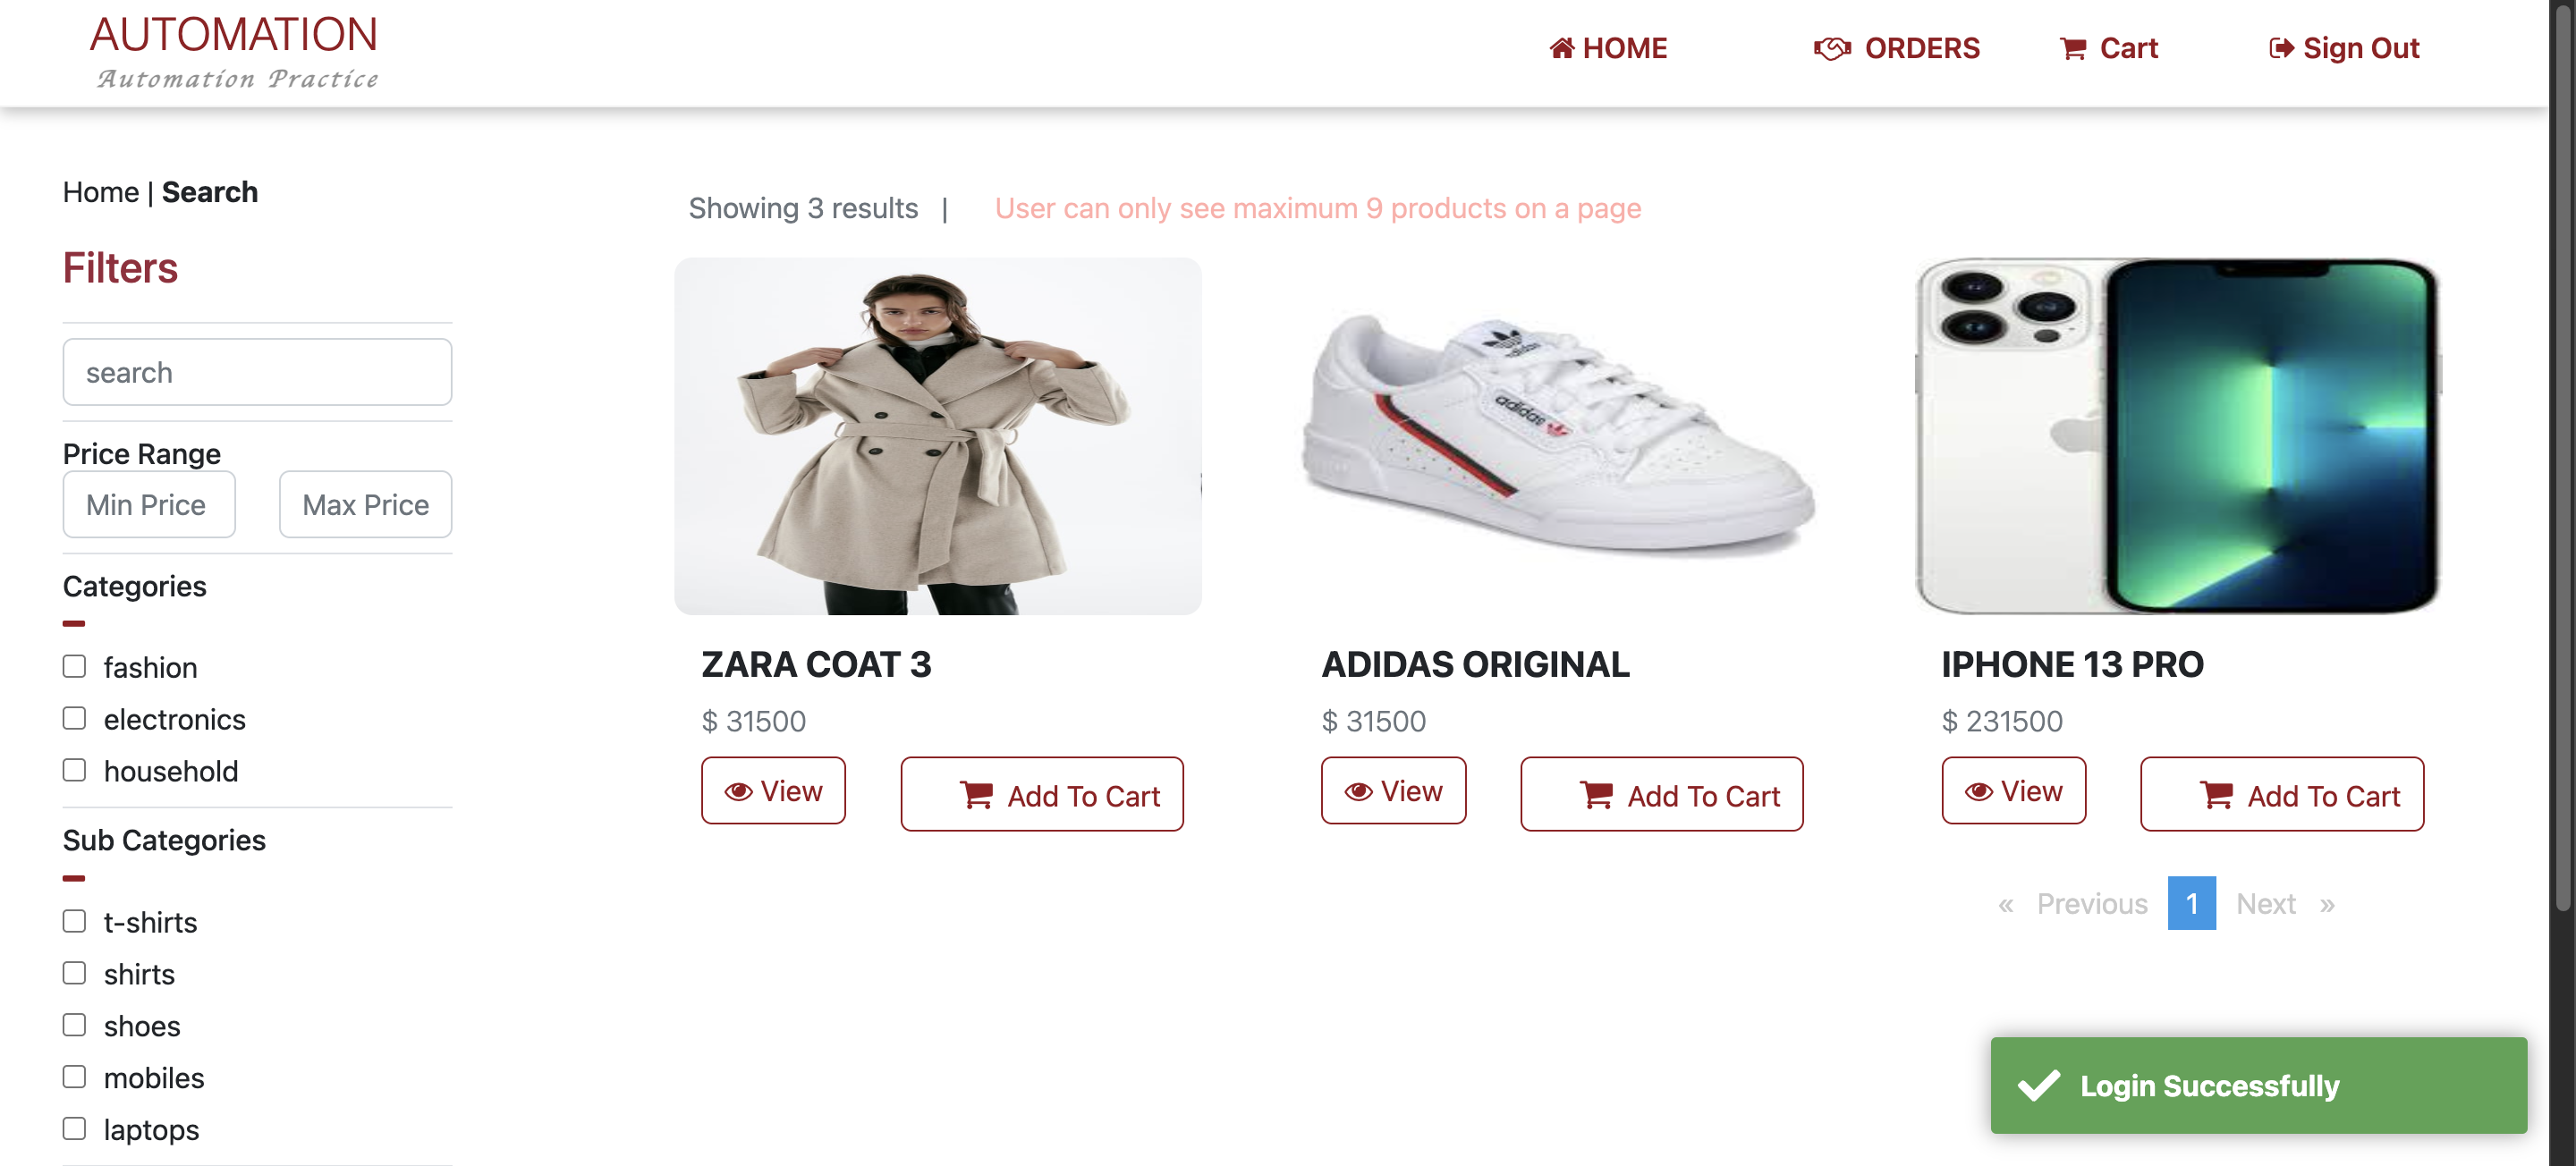 AUTOMATION
Automation Practice
HOME
ORDERS
Cart
Sign Out
Home | Search
Filters
search
Price Range
Min Price
Max Price
Categories
fashion
electronics
household
Sub Categories
t-shirts
shirts
shoes
mobiles
laptops
Showing 3 results |
User can only see maximum 9 products on a page
adidas
adidas
ZARA COAT 3
$ 31500
View
Add To Cart
ADIDAS ORIGINAL
$ 31500
View
Add To Cart
IPHONE 13 PRO
$ 231500
View
Add To Cart
« Previous 1 Next »
Login Successfully